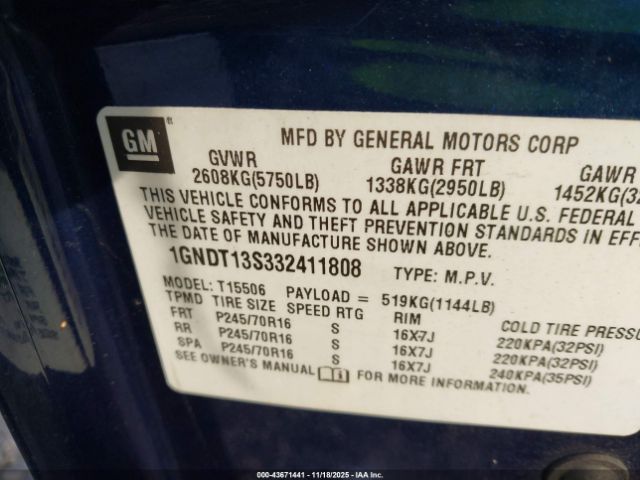 GM ®
MFD BY GENERAL MOTORS CORP
GVWR GAWR FRT GAWR
2608KG(5750LB) 1338KG(2950LB) 1452KG(32
THIS VEHICLE CONFORMS TO ALL APPLICABLE U.S. FEDERAL
VEHICLE SAFETY AND THEFT PREVENTION STANDARDS IN EFF
THE DATE OF MANUFACTURE SHOWN ABOVE.
1GNDT13S332411808 TYPE: M.P.V.
MODEL: T15506 PAYLOAD = 519KG(1144LB)
TPMD TIRE SIZE SPEED RTG RIM COLD TIRE PRESSU
FRT P245/70R16 S 16X7J 220KPA(32PSI)
RR P245/70R16 S 16X7J 220KPA(32PSI)
SPA P245/70R16 S 16X7J 240KPA(35PSI)
SEE OWNER'S MANUAL FOR MORE INFORMATION.
00-43671441 - 11/18/2025 - IAA Inc.